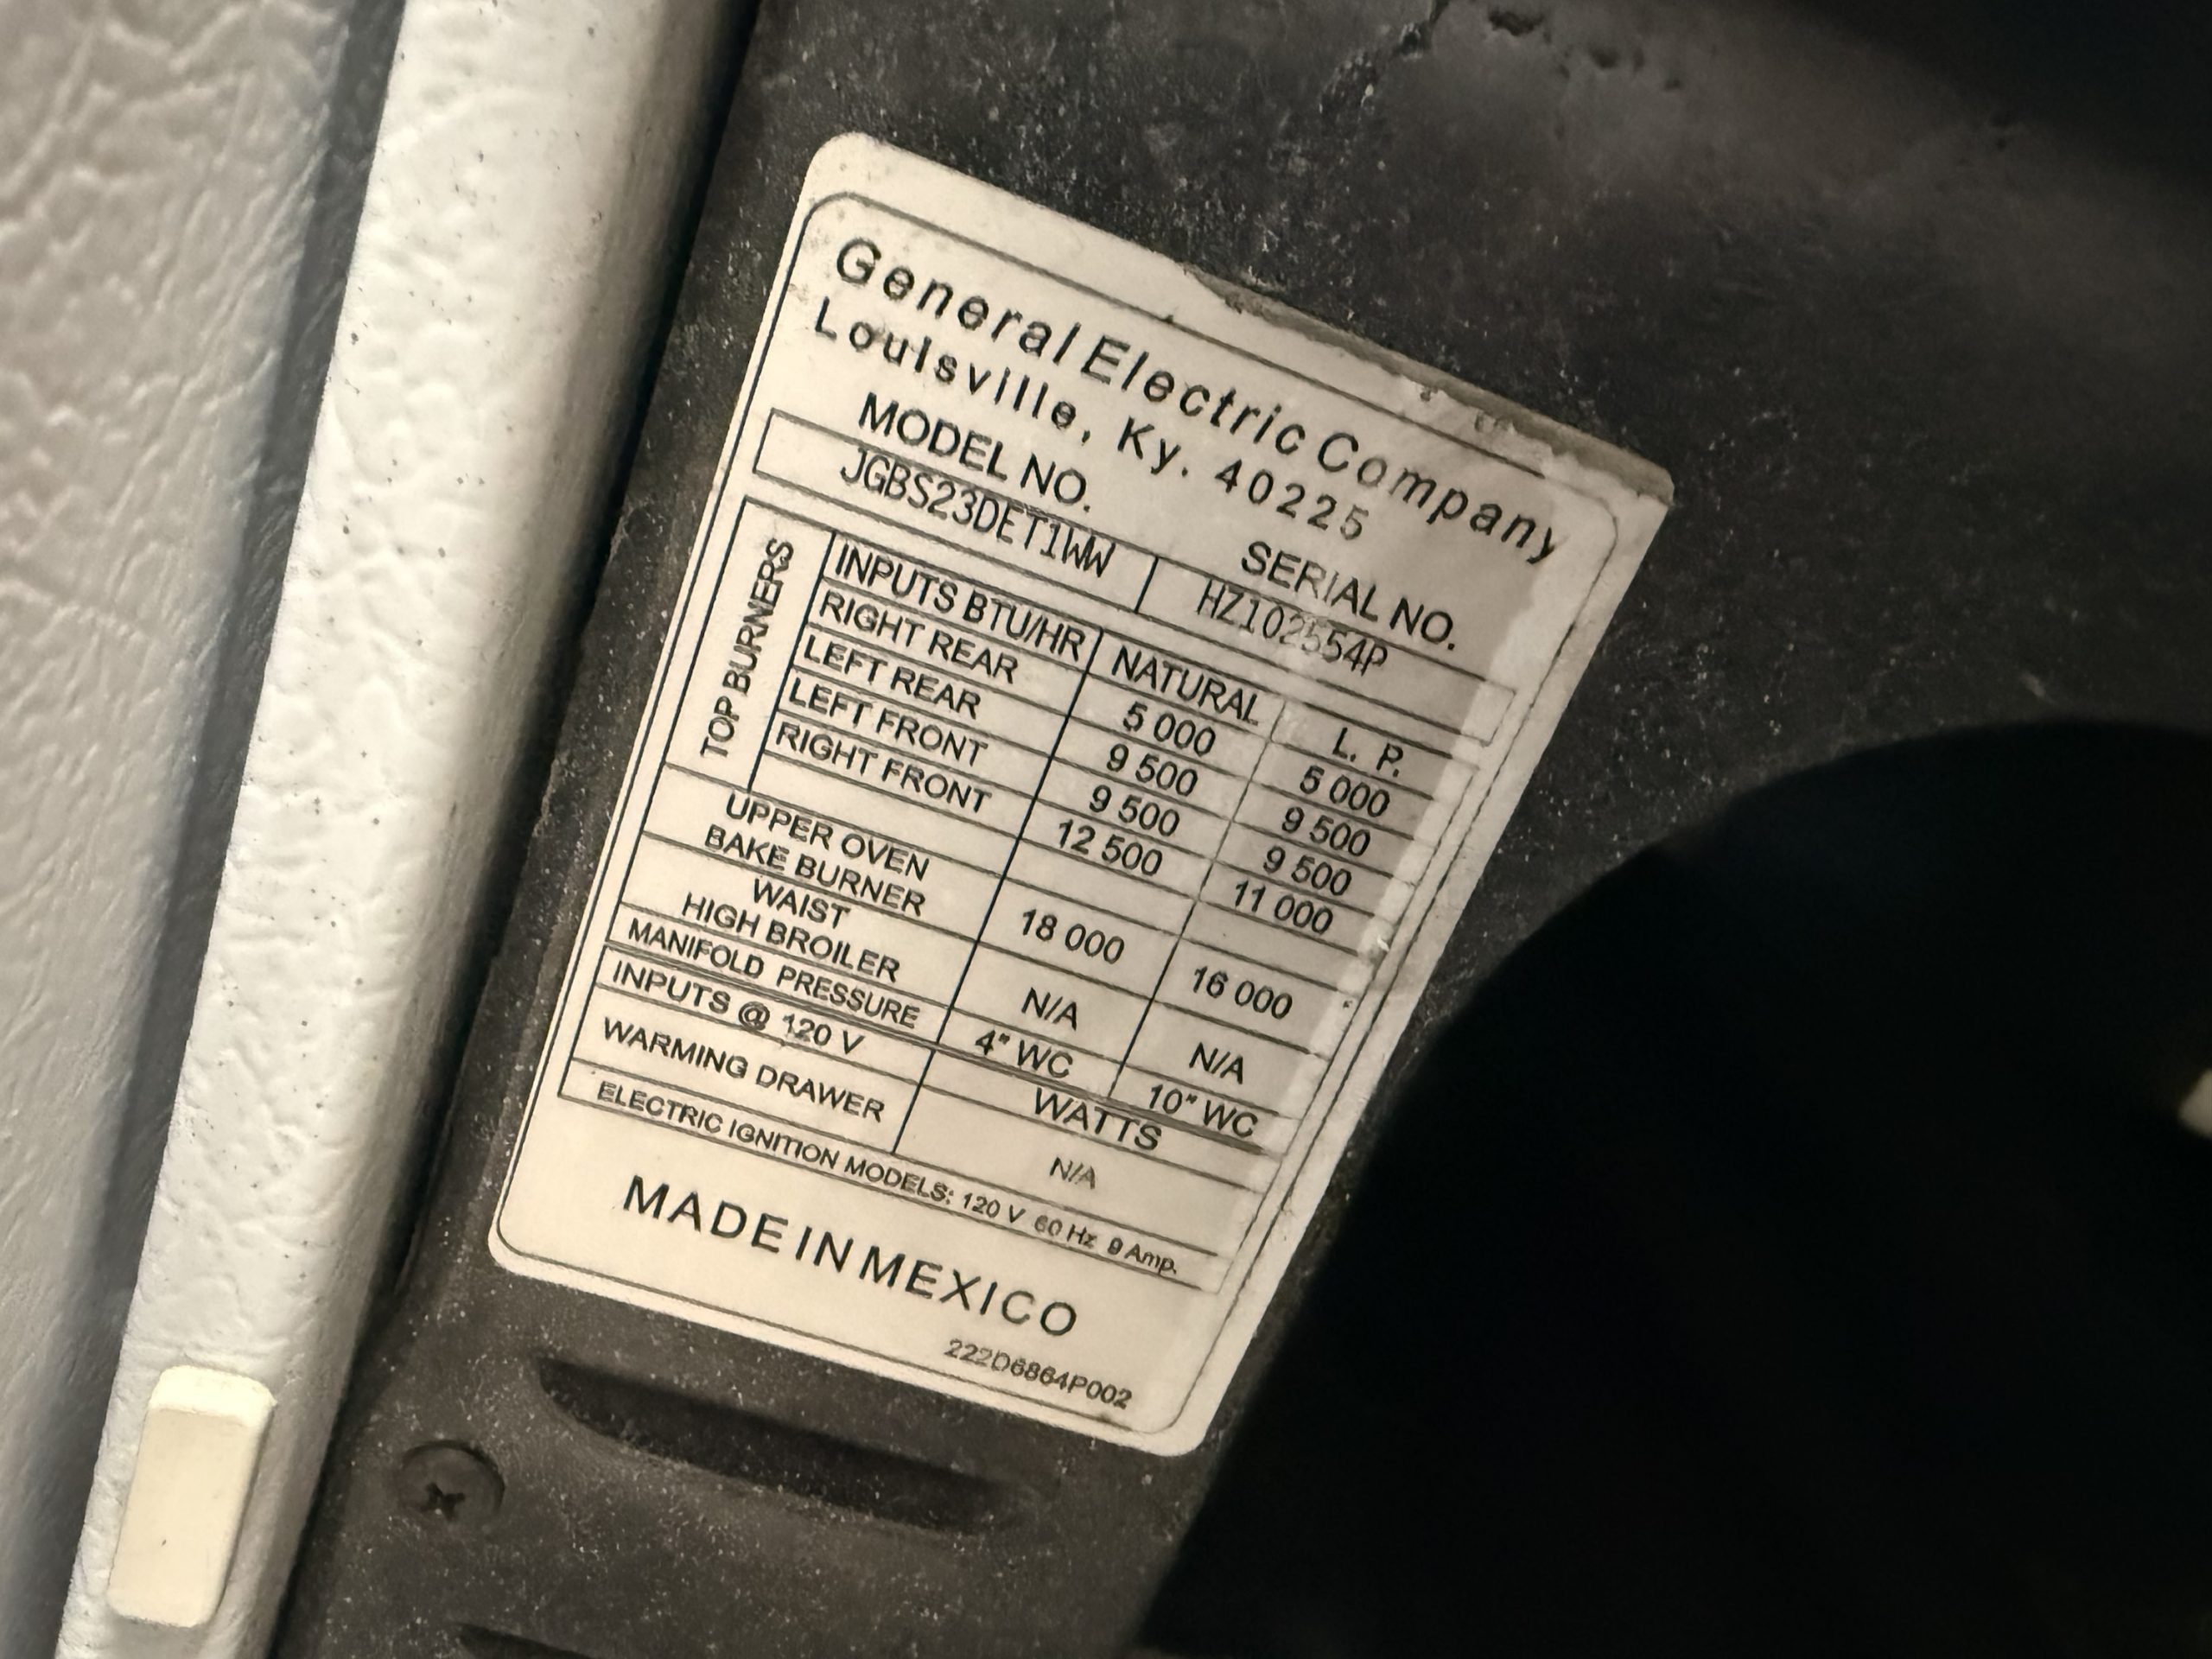 General Electric Company
Louisville, Ky. 40225
MODEL NO. SERIAL NO.
JGBS23DET1WW HZ102554P
TOP BURNERS
INPUTS BTU/HR NATURAL L. P.
RIGHT REAR 5 000 5 000
LEFT REAR 9 500 9 500
LEFT FRONT 9 500 9 500
RIGHT FRONT 12 500 11 000
UPPER OVEN
BAKE BURNER 18 000 16 000
WAIST
HIGH BROILER N/A N/A
MANIFOLD PRESSURE 4" WC 10" WC
INPUTS @ 120 V WATTS
WARMING DRAWER N/A
ELECTRIC IGNITION MODELS: 120 V 60 Hz 9 Amp.
MADE IN MEXICO
222D6864P002